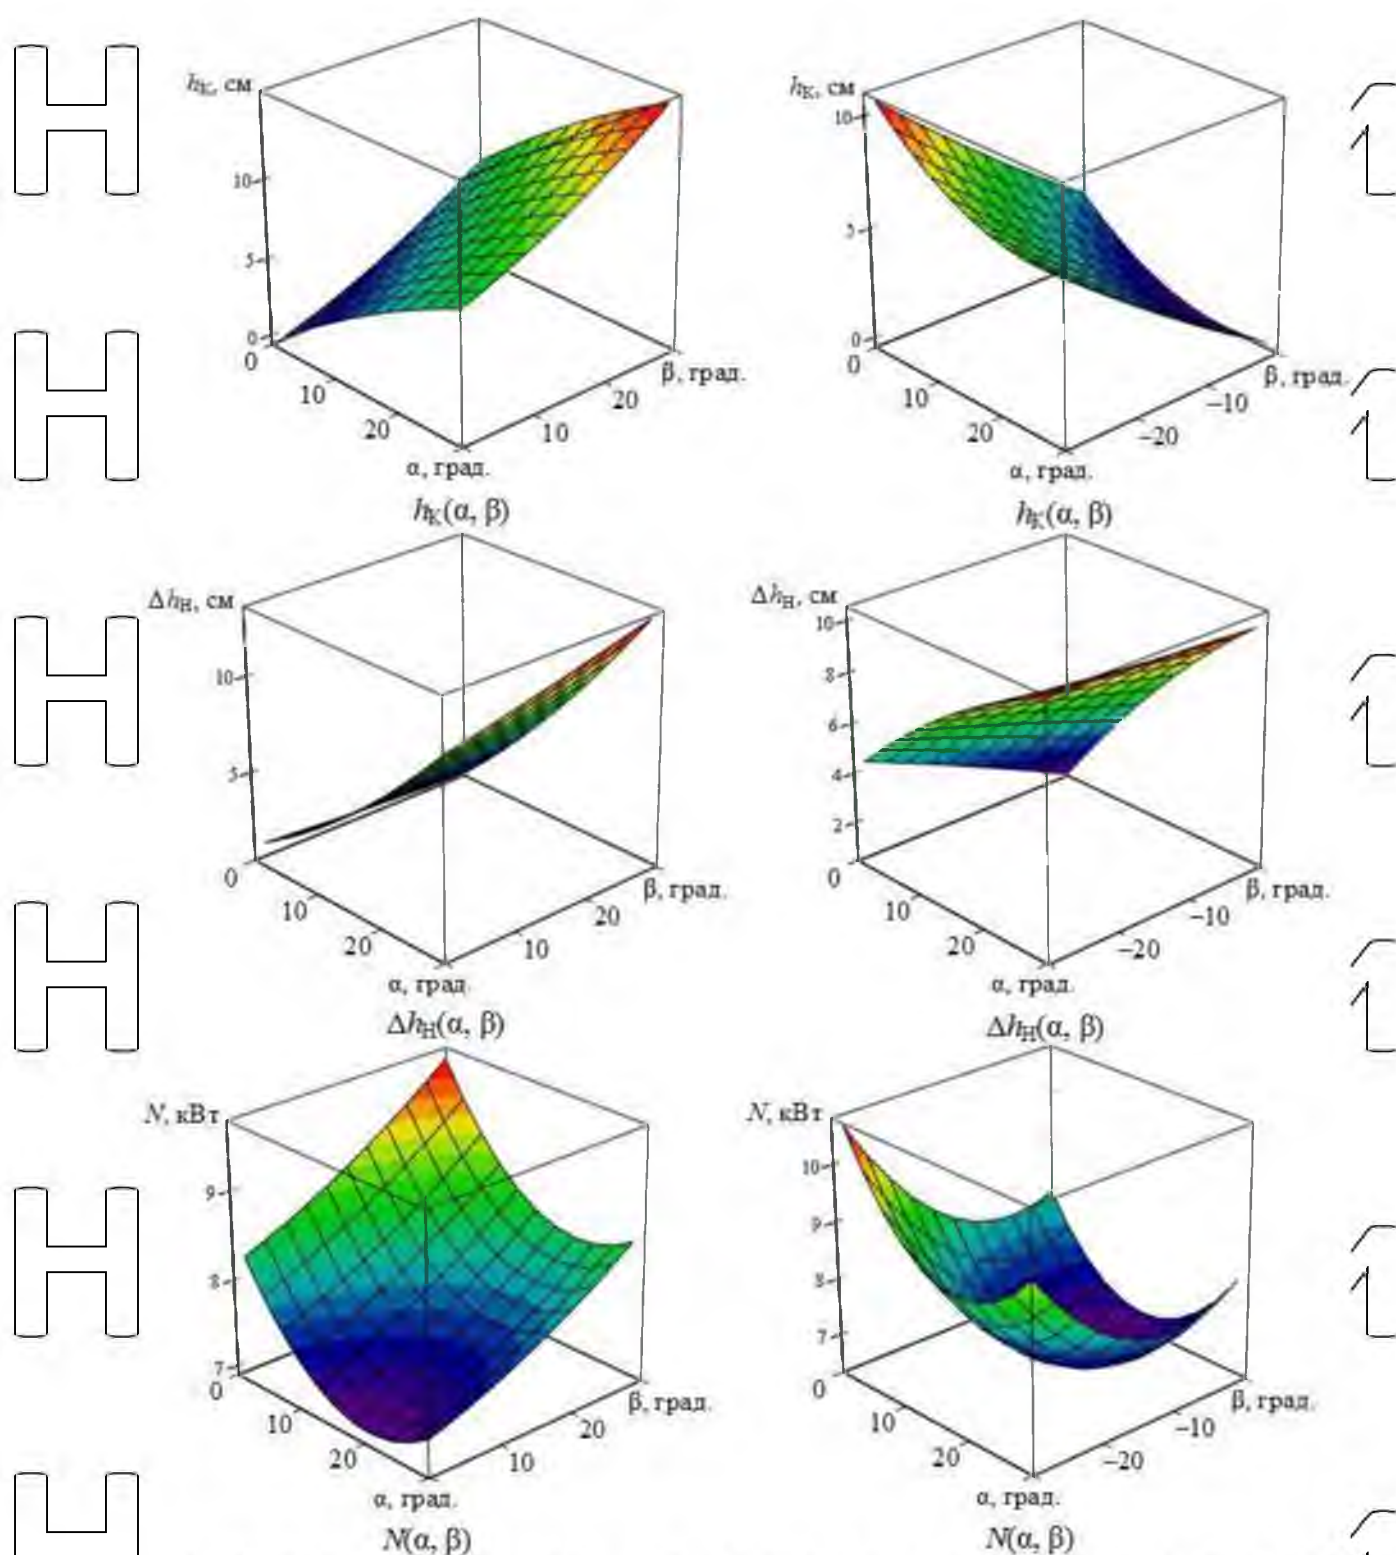 hК, см hК, см
10 10
5 5
0 0
0 10 20 α, град. 10 20 β, град. 0 10 20 α, град. –20 –10 β, град.
hК(α, β) hК(α, β)
ΔhН, см ΔhН, см
10 10
5 8
6
4
2
0 10 20 α, град. 10 20 β, град. 0 10 20 α, град. –20 –10 β, град.
ΔhН(α, β) ΔhН(α, β)
N, кВт N, кВт
9 10
8 9
7 8
7
0 10 20 α, град. 10 20 β, град. 0 10 20 α, град. –20 –10 β, град.
N(α, β) N(α, β)